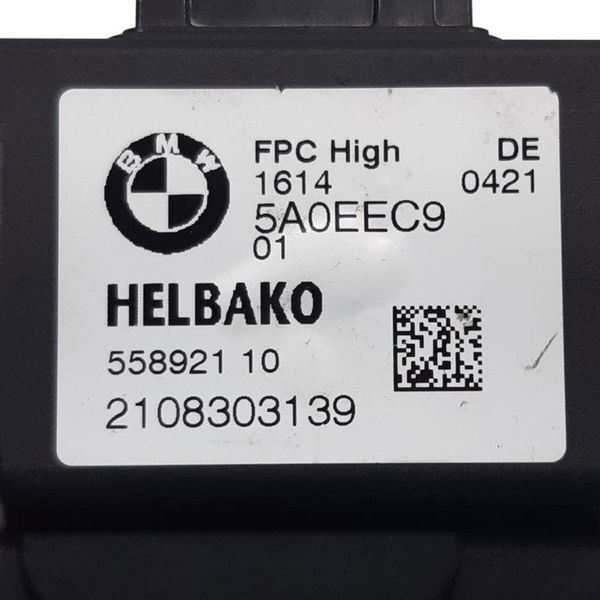 BMW
FPC High DE
1614 0421
5A0EEC9
01
HELBAKO
558921 10
2108303139